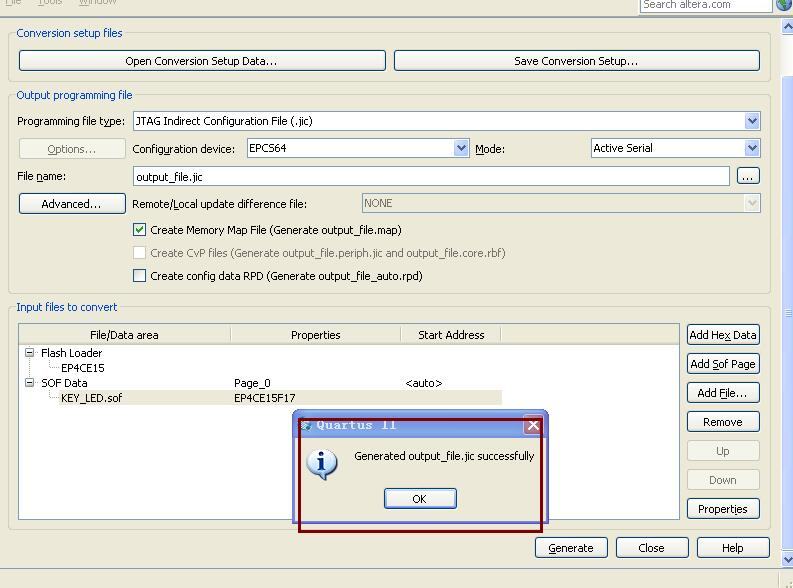 File Tools Window
Search altera.com
Conversion setup files
Open Conversion Setup Data...
Save Conversion Setup...
Output programming file
Programming file type:
JTAG Indirect Configuration File (.jic)
Options...
Configuration device:
EPCS64
Mode:
Active Serial
File name:
output_file.jic
...
Advanced...
Remote/Local update difference file:
NONE
Create Memory Map File (Generate output_file.map)
Create CvP files (Generate output_file.periph.jic and output_file.core.rbf)
Create config data RPD (Generate output_file_auto.rpd)
Input files to convert
File/Data area
Properties
Start Address
Add Hex Data
Flash Loader
EP4CE15
Add Sof Page
SOF Data
Page_0
<auto>
Add File...
KEY_LED.sof
EP4CE15F17
Remove
Quartus II
Generated output_file.jic successfully
Up
Down
OK
Properties
Generate
Close
Help